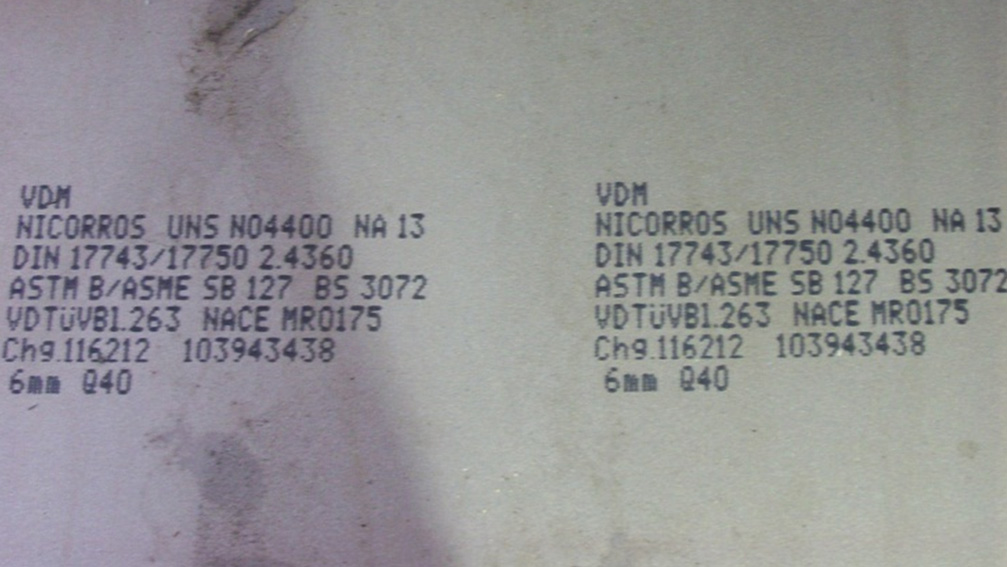 VDM
NICORROS UNS N04400 NA 13
DIN 17743/17750 2.4360
ASTM B/ASME SB 127 BS 3072
VDTüVBl.263 NACE MR0175
Chg.116212 103943438
6mm Q40
VDM
NICORROS UNS N04400 NA 13
DIN 17743/17750 2.4360
ASTM B/ASME SB 127 BS 3072
VDTüVBl.263 NACE MR0175
Chg.116212 103943438
6mm Q40